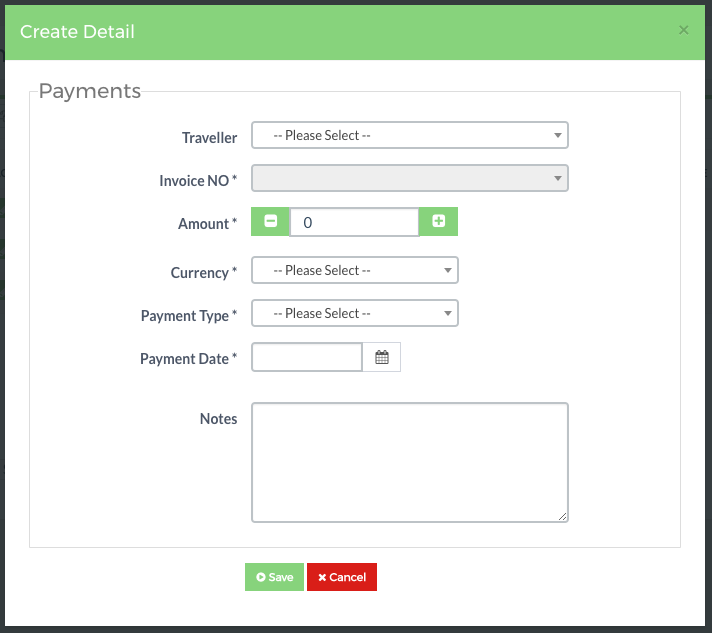 Create Detail ×
Payments
Traveller -- Please Select --
Invoice NO *
Amount * 0
Currency * -- Please Select --
Payment Type * -- Please Select --
Payment Date *
Notes
Save Cancel